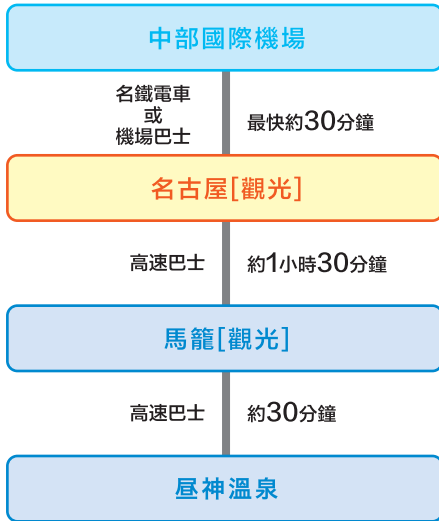 中部國際機場
名鐵電車
或
機場巴士
最快約30分鐘
名古屋[觀光]
高速巴士
約1小時30分鐘
馬籠[觀光]
高速巴士
約30分鐘
昼神溫泉